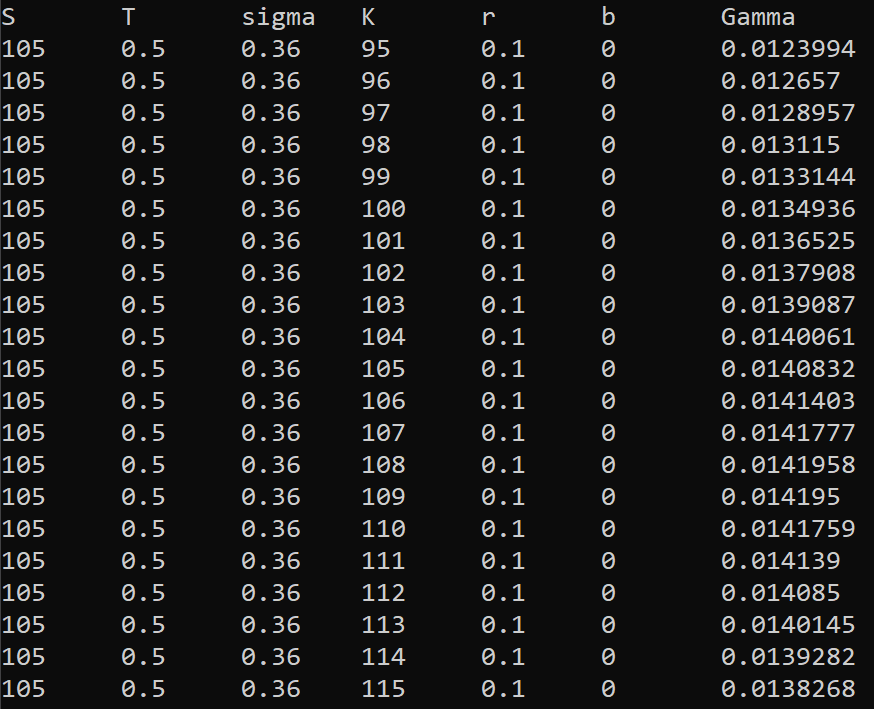 S T sigma K r b Gamma
105 0.5 0.36 95 0.1 0 0.0123994
105 0.5 0.36 96 0.1 0 0.012657
105 0.5 0.36 97 0.1 0 0.0128957
105 0.5 0.36 98 0.1 0 0.013115
105 0.5 0.36 99 0.1 0 0.0133144
105 0.5 0.36 100 0.1 0 0.0134936
105 0.5 0.36 101 0.1 0 0.0136525
105 0.5 0.36 102 0.1 0 0.0137908
105 0.5 0.36 103 0.1 0 0.0139087
105 0.5 0.36 104 0.1 0 0.0140061
105 0.5 0.36 105 0.1 0 0.0140832
105 0.5 0.36 106 0.1 0 0.0141403
105 0.5 0.36 107 0.1 0 0.0141777
105 0.5 0.36 108 0.1 0 0.0141958
105 0.5 0.36 109 0.1 0 0.014195
105 0.5 0.36 110 0.1 0 0.0141759
105 0.5 0.36 111 0.1 0 0.014139
105 0.5 0.36 112 0.1 0 0.014085
105 0.5 0.36 113 0.1 0 0.0140145
105 0.5 0.36 114 0.1 0 0.0139282
105 0.5 0.36 115 0.1 0 0.0138268